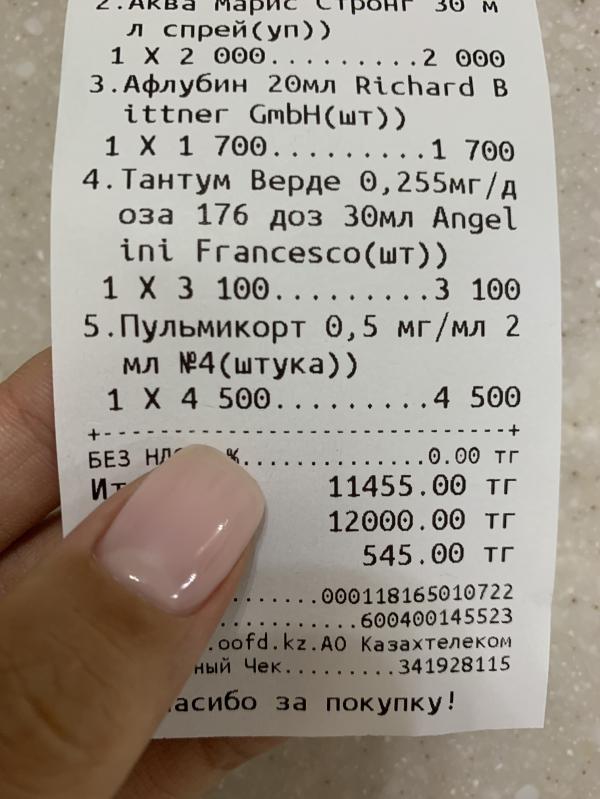 2.Аква Марис Стронг 30 м
л спрей(уп))
1 X 2 000.........2 000
3.Афлубин 20мл Richard B
ittner GmbH(шт))
1 X 1 700.........1 700
4.Тантум Верде 0,255мг/д
оза 176 доз 30мл Angel
ini Francesco(шт))
1 X 3 100.........3 100
5.Пульмикорт 0,5 мг/мл 2
мл №4(штука))
1 X 4 500.........4 500
+----------------------------+
БЕЗ %..............0.00 тг
11455.00 тг
12000.00 тг
545.00 тг
.......000118165010722
...........600400145523
.oofd.kz.АО Казахтелеком
Чек.........341928115
за покупку!